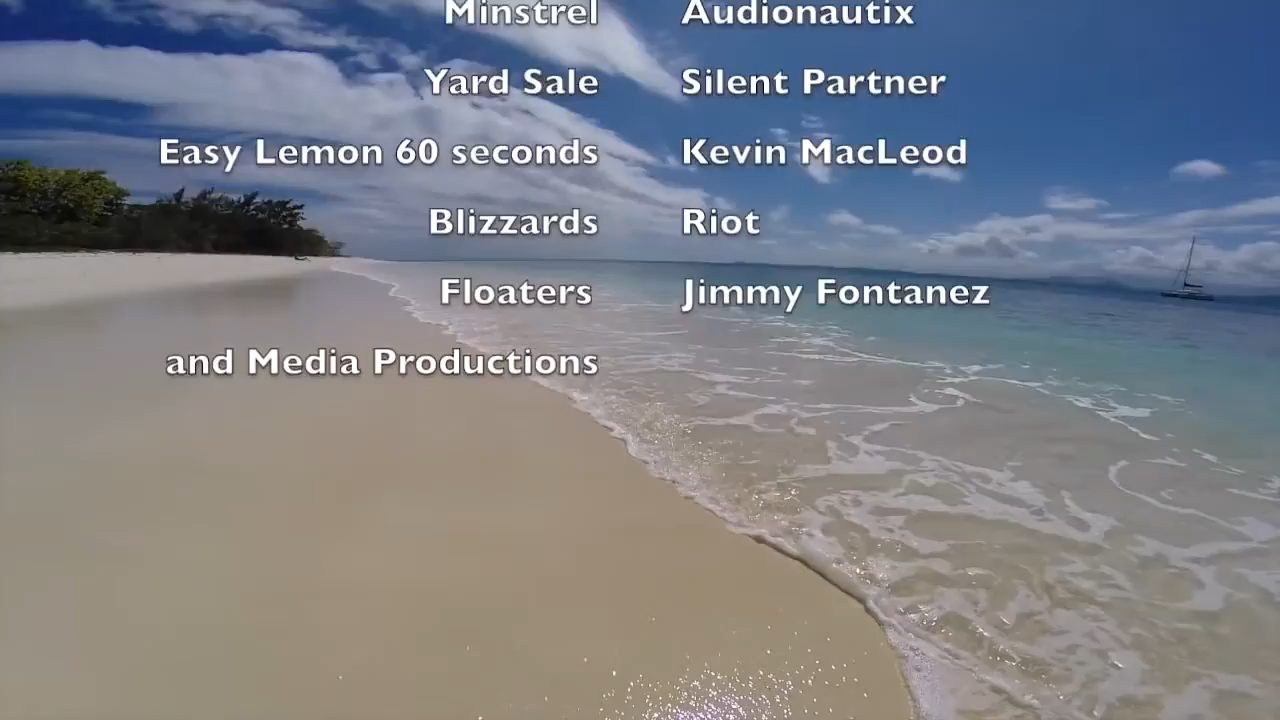 Minstrel Audionautix
Yard Sale Silent Partner
Easy Lemon 60 seconds Kevin MacLeod
Blizzards Riot
Floaters Jimmy Fontanez
and Media Productions